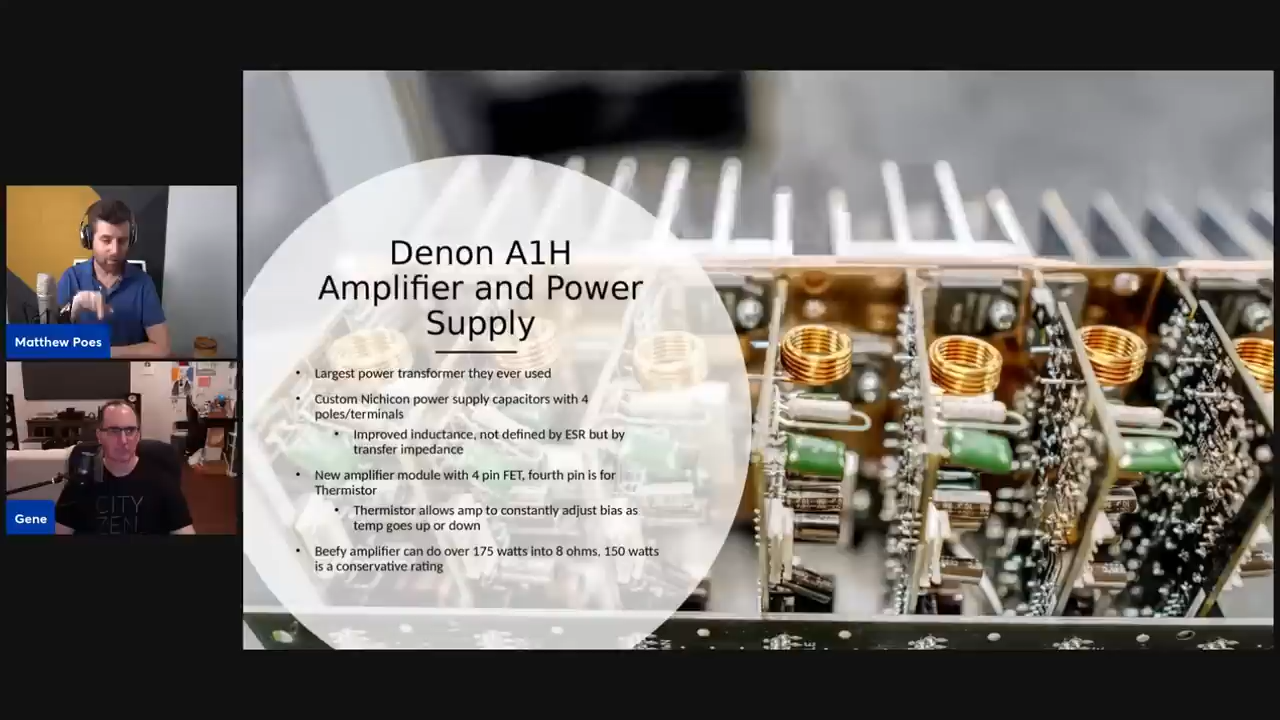 Denon A1H
Amplifier and Power
Supply
• Largest power transformer they ever used
• Custom Nichicon power supply capacitors with 4
poles/terminals
• Improved inductance, not defined by ESR but by
transfer impedance
• New amplifier module with 4 pin FET, fourth pin is for
Thermistor
• Thermistor allows amp to constantly adjust bias as
temp goes up or down
• Beefy amplifier can do over 175 watts into 8 ohms, 150 watts
is a conservative rating
Matthew Poes
CITY
ZEN
Gene